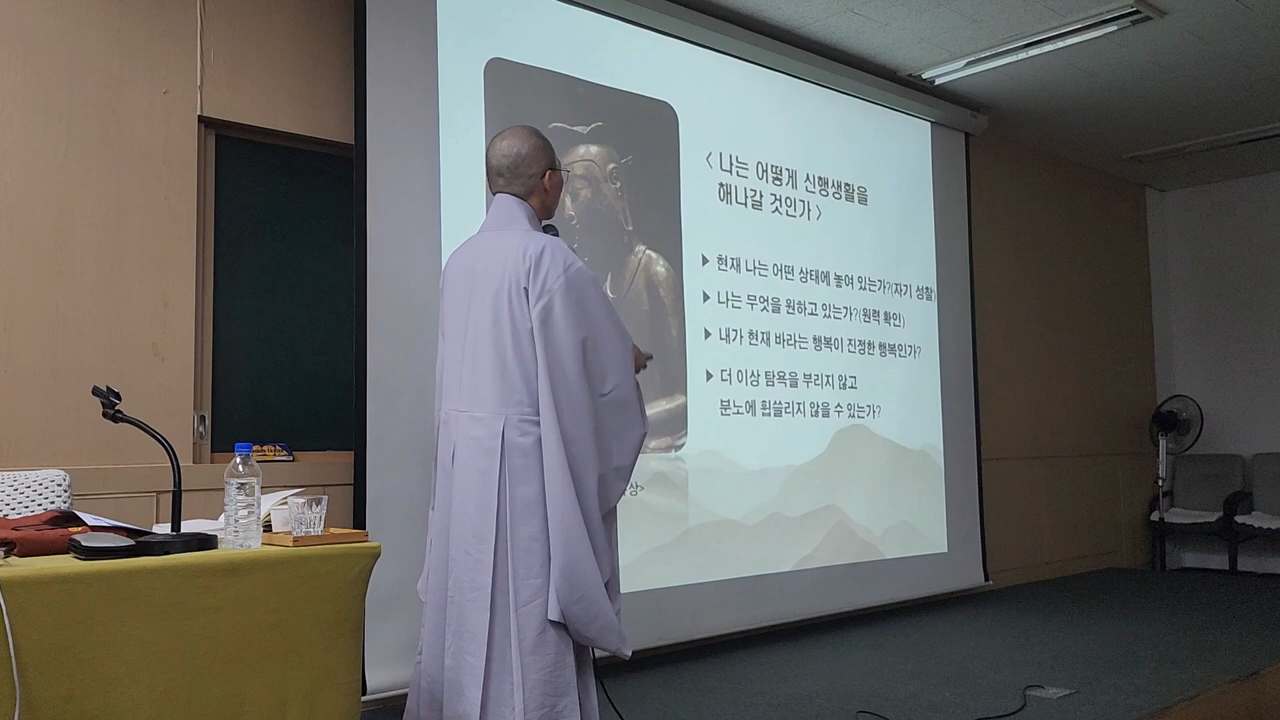 < 나는 어떻게 신행생활을
해나갈 것인가 >
▶ 현재 나는 어떤 상태에 놓여 있는가?(자기 성찰)
▶ 나는 무엇을 원하고 있는가?(원력 확인)
▶ 내가 현재 바라는 행복이 진정한 행복인가?
▶ 더 이상 탐욕을 부리지 않고
분노에 휩쓸리지 않을 수 있는가?
상>